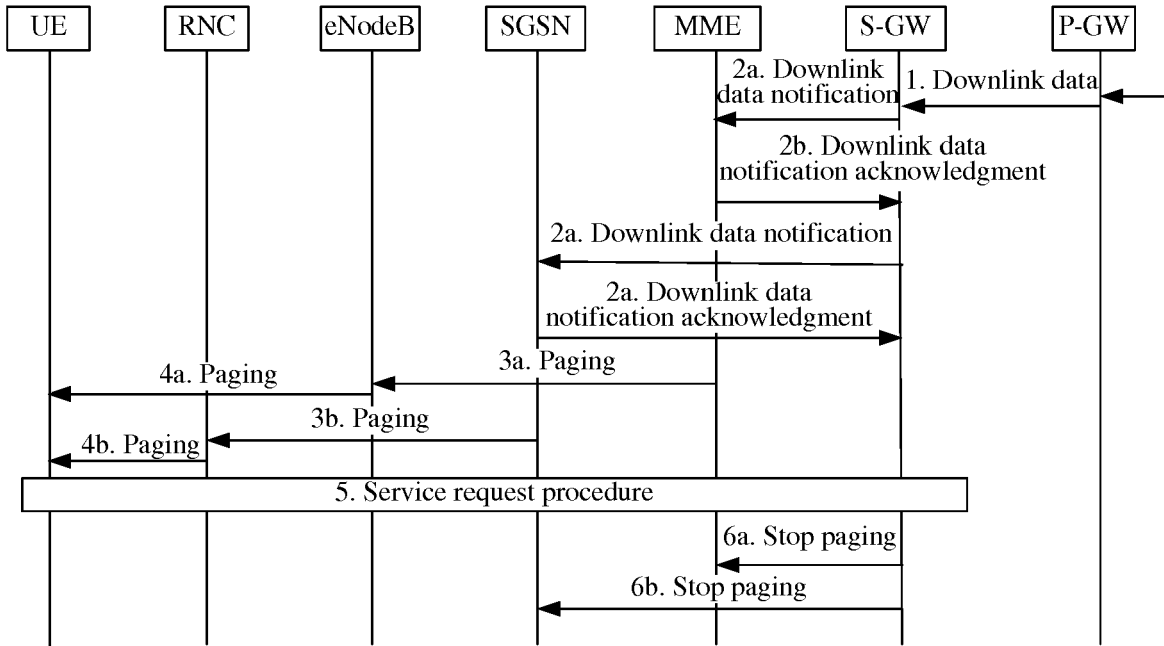 UE RNC eNodeB SGSN MME S-GW P-GW
2a. Downlink
data notification
1. Downlink data
2b. Downlink data
notification acknowledgment
2a. Downlink data notification
2a. Downlink data
notification acknowledgment
3a. Paging
4a. Paging
3b. Paging
4b. Paging
5. Service request procedure
6a. Stop paging
6b. Stop paging